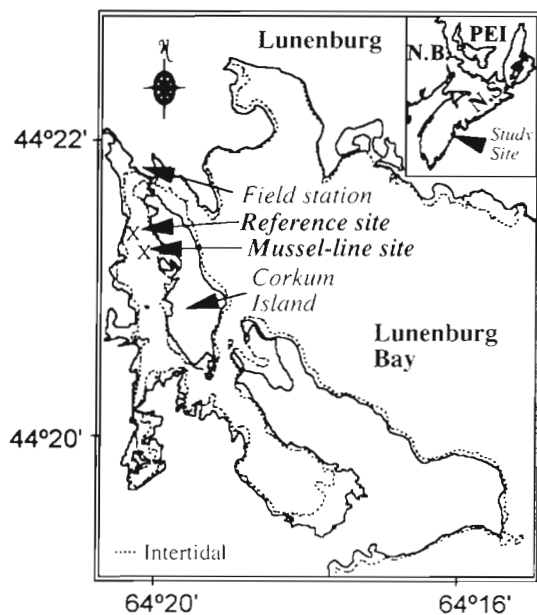 N
Lunenburg
PEI
N.B.
N.S.
Study
Site
44°22'
Field station
Reference site
X
Mussel-line site
X
Corkum
Island
Lunenburg
Bay
44°20'
Intertidal
64°20'
64°16'